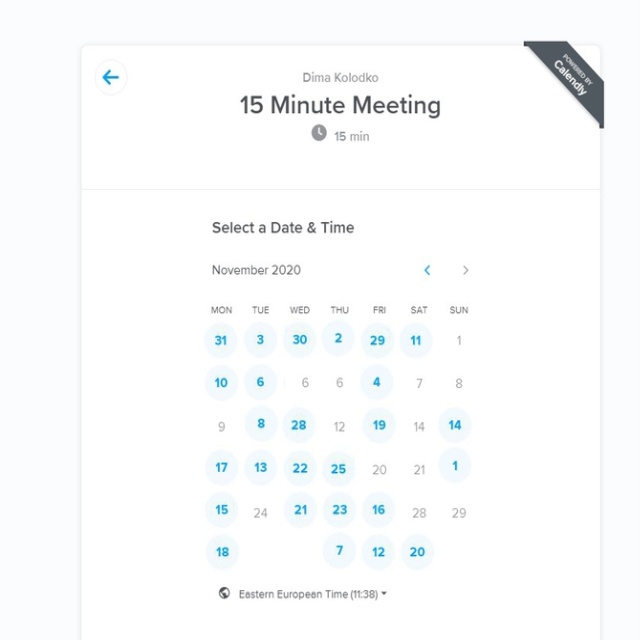 POWERED BY
Calendly
Dima Kolodko
15 Minute Meeting
15 min
Select a Date & Time
November 2020
MON TUE WED THU FRI SAT SUN
31 3 30 2 29 11 1
10 6 6 6 4 7 8
9 8 28 12 19 14 14
17 13 22 25 20 21 1
15 24 21 23 16 28 29
18 7 12 20
Eastern European Time (11:38)